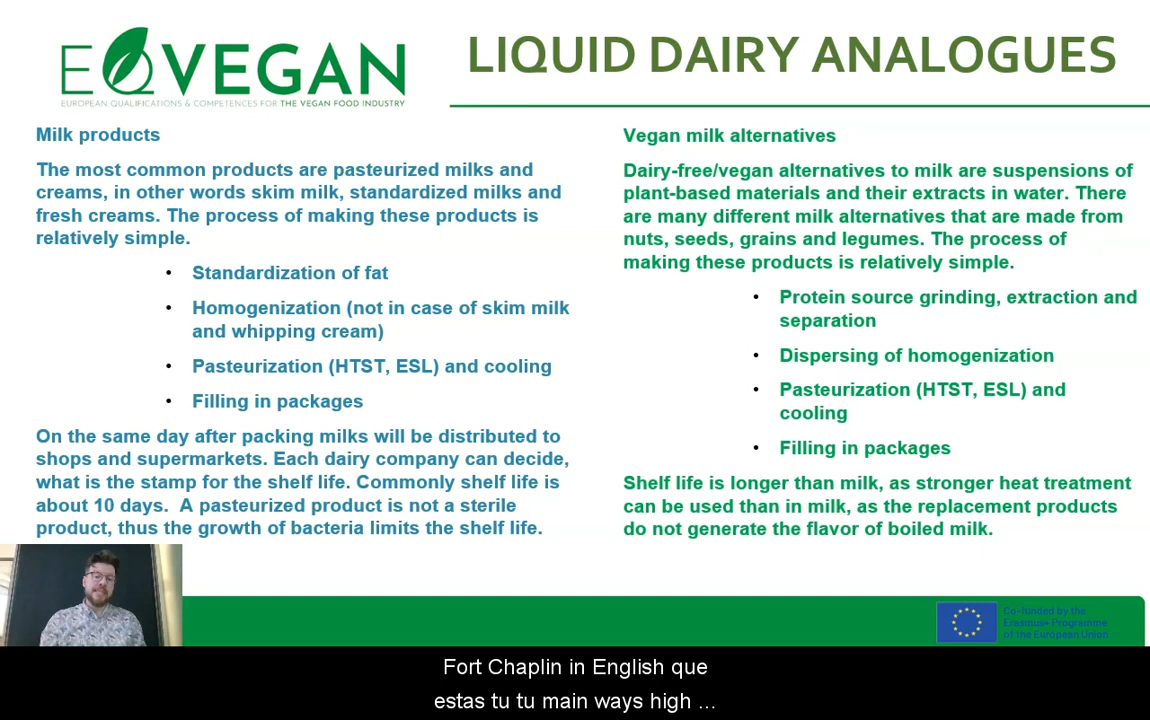 EQVEGAN
EUROPEAN QUALIFICATIONS & COMPETENCES FOR THE VEGAN FOOD INDUSTRY
LIQUID DAIRY ANALOGUES
Milk products
The most common products are pasteurized milks and
creams, in other words skim milk, standardized milks and
fresh creams. The process of making these products is
relatively simple.
• Standardization of fat
• Homogenization (not in case of skim milk
and whipping cream)
• Pasteurization (HTST, ESL) and cooling
• Filling in packages
On the same day after packing milks will be distributed to
shops and supermarkets. Each dairy company can decide,
what is the stamp for the shelf life. Commonly shelf life is
about 10 days. A pasteurized product is not a sterile
product, thus the growth of bacteria limits the shelf life.
Vegan milk alternatives
Dairy-free/vegan alternatives to milk are suspensions of
plant-based materials and their extracts in water. There
are many different milk alternatives that are made from
nuts, seeds, grains and legumes. The process of
making these products is relatively simple.
• Protein source grinding, extraction and
separation
• Dispersing of homogenization
• Pasteurization (HTST, ESL) and
cooling
• Filling in packages
Shelf life is longer than milk, as stronger heat treatment
can be used than in milk, as the replacement products
do not generate the flavor of boiled milk.
Co-funded by the
Erasmus+ Programme
of the European Union
Fort Chaplin in English que
estas tu tu main ways high ...